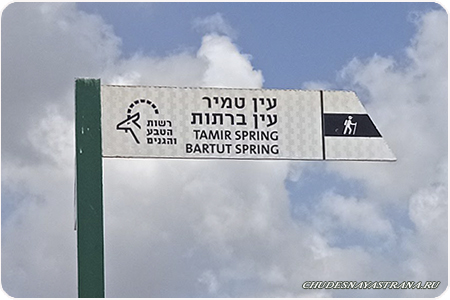 עין טמיר
עין ברתות
TAMIR SPRING
BARTUT SPRING
רשות
הטבע
והגנים
CHUDESNAYASTRANA.RU